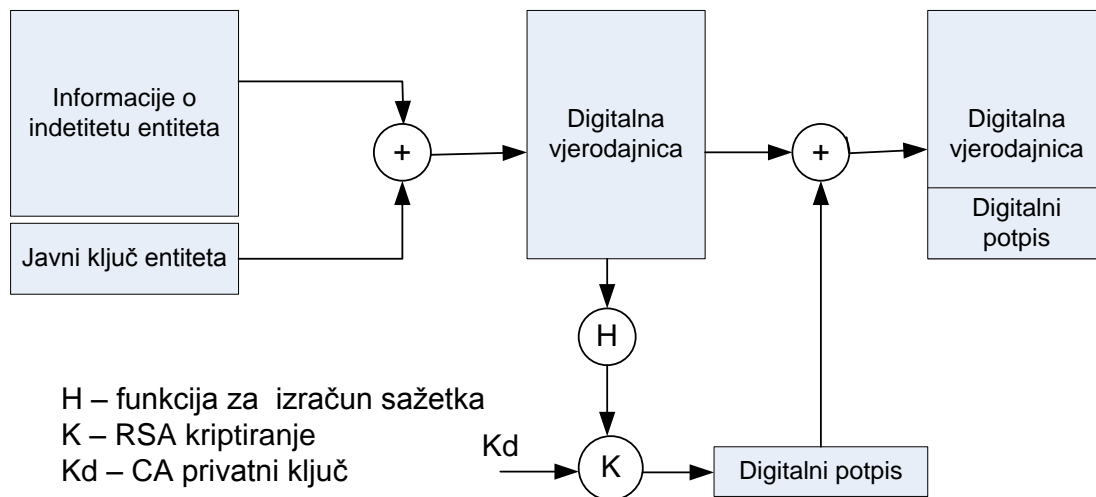 Informacije o
indetitetu entiteta
Javni ključ entiteta
+
Digitalna
vjerodajnica
+
Digitalna
vjerodajnica
Digitalni
potpis
H
H – funkcija za izračun sažetka
K – RSA kriptiranje
Kd – CA privatni ključ
Kd
K
Digitalni potpis